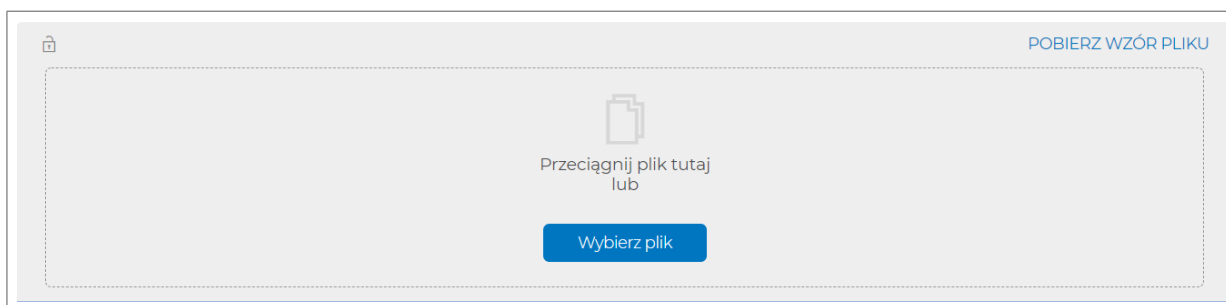 POBIERZ WZÓR PLIKU
Przeciągnij plik tutaj
lub
Wybierz plik